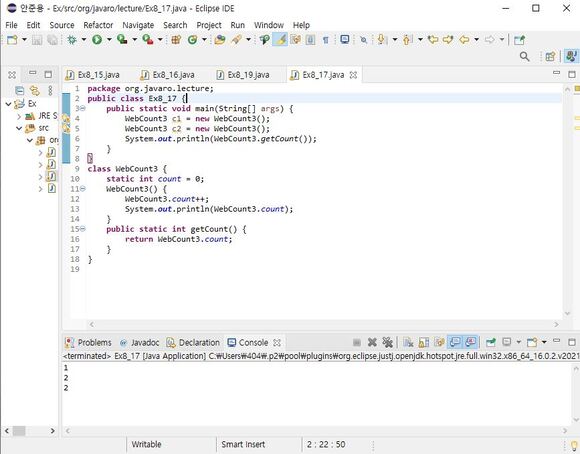 안준용 - Ex/src/org/javaro/lecture/Ex8_17.java - Eclipse IDE
File Edit Source Refactor Navigate Search Project Run Window Help
Ex8_15.java Ex8_16.java Ex8_19.java Ex8_17.java
Ex
JRE S
src
or
1 package org.javaro.lecture;
2 public class Ex8_17 {
3 public static void main(String[] args) {
4 WebCount3 c1 = new WebCount3();
5 WebCount3 c2 = new WebCount3();
6 System.out.println(WebCount3.getCount());
7 }
8 }
9 class WebCount3 {
10 static int count = 0;
11 WebCount3() {
12 WebCount3.count++;
13 System.out.println(WebCount3.count);
14 }
15 public static int getCount() {
16 return WebCount3.count;
17 }
18 }
19
Problems Javadoc Declaration Console
<terminated> Ex8_17 [Java Application] C:₩Users₩404₩.p2₩pool₩plugins₩org.eclipse.justj.openjdk.hotspot.jre.full.win32.x86_64_16.0.2.v2021
1
2
2
Writable Smart Insert 2 : 22 : 50